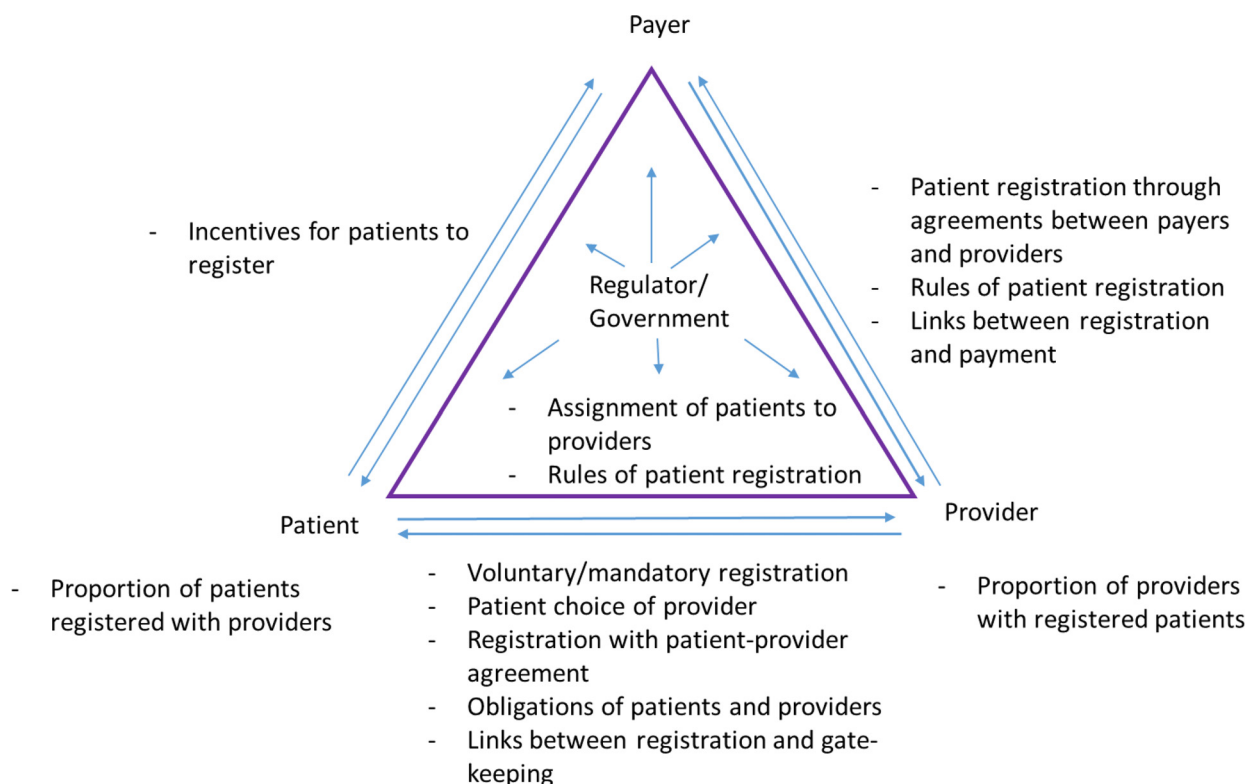 Payer
- Incentives for patients to
register
- Patient registration through
agreements between payers
and providers
- Rules of patient registration
- Links between registration
and payment
Regulator/
Government
- Assignment of patients to
providers
- Rules of patient registration
Patient
Provider
- Proportion of patients
registered with providers
- Voluntary/mandatory registration
- Patient choice of provider
- Registration with patient-provider
agreement
- Obligations of patients and providers
- Links between registration and gate-
keeping
- Proportion of providers
with registered patients